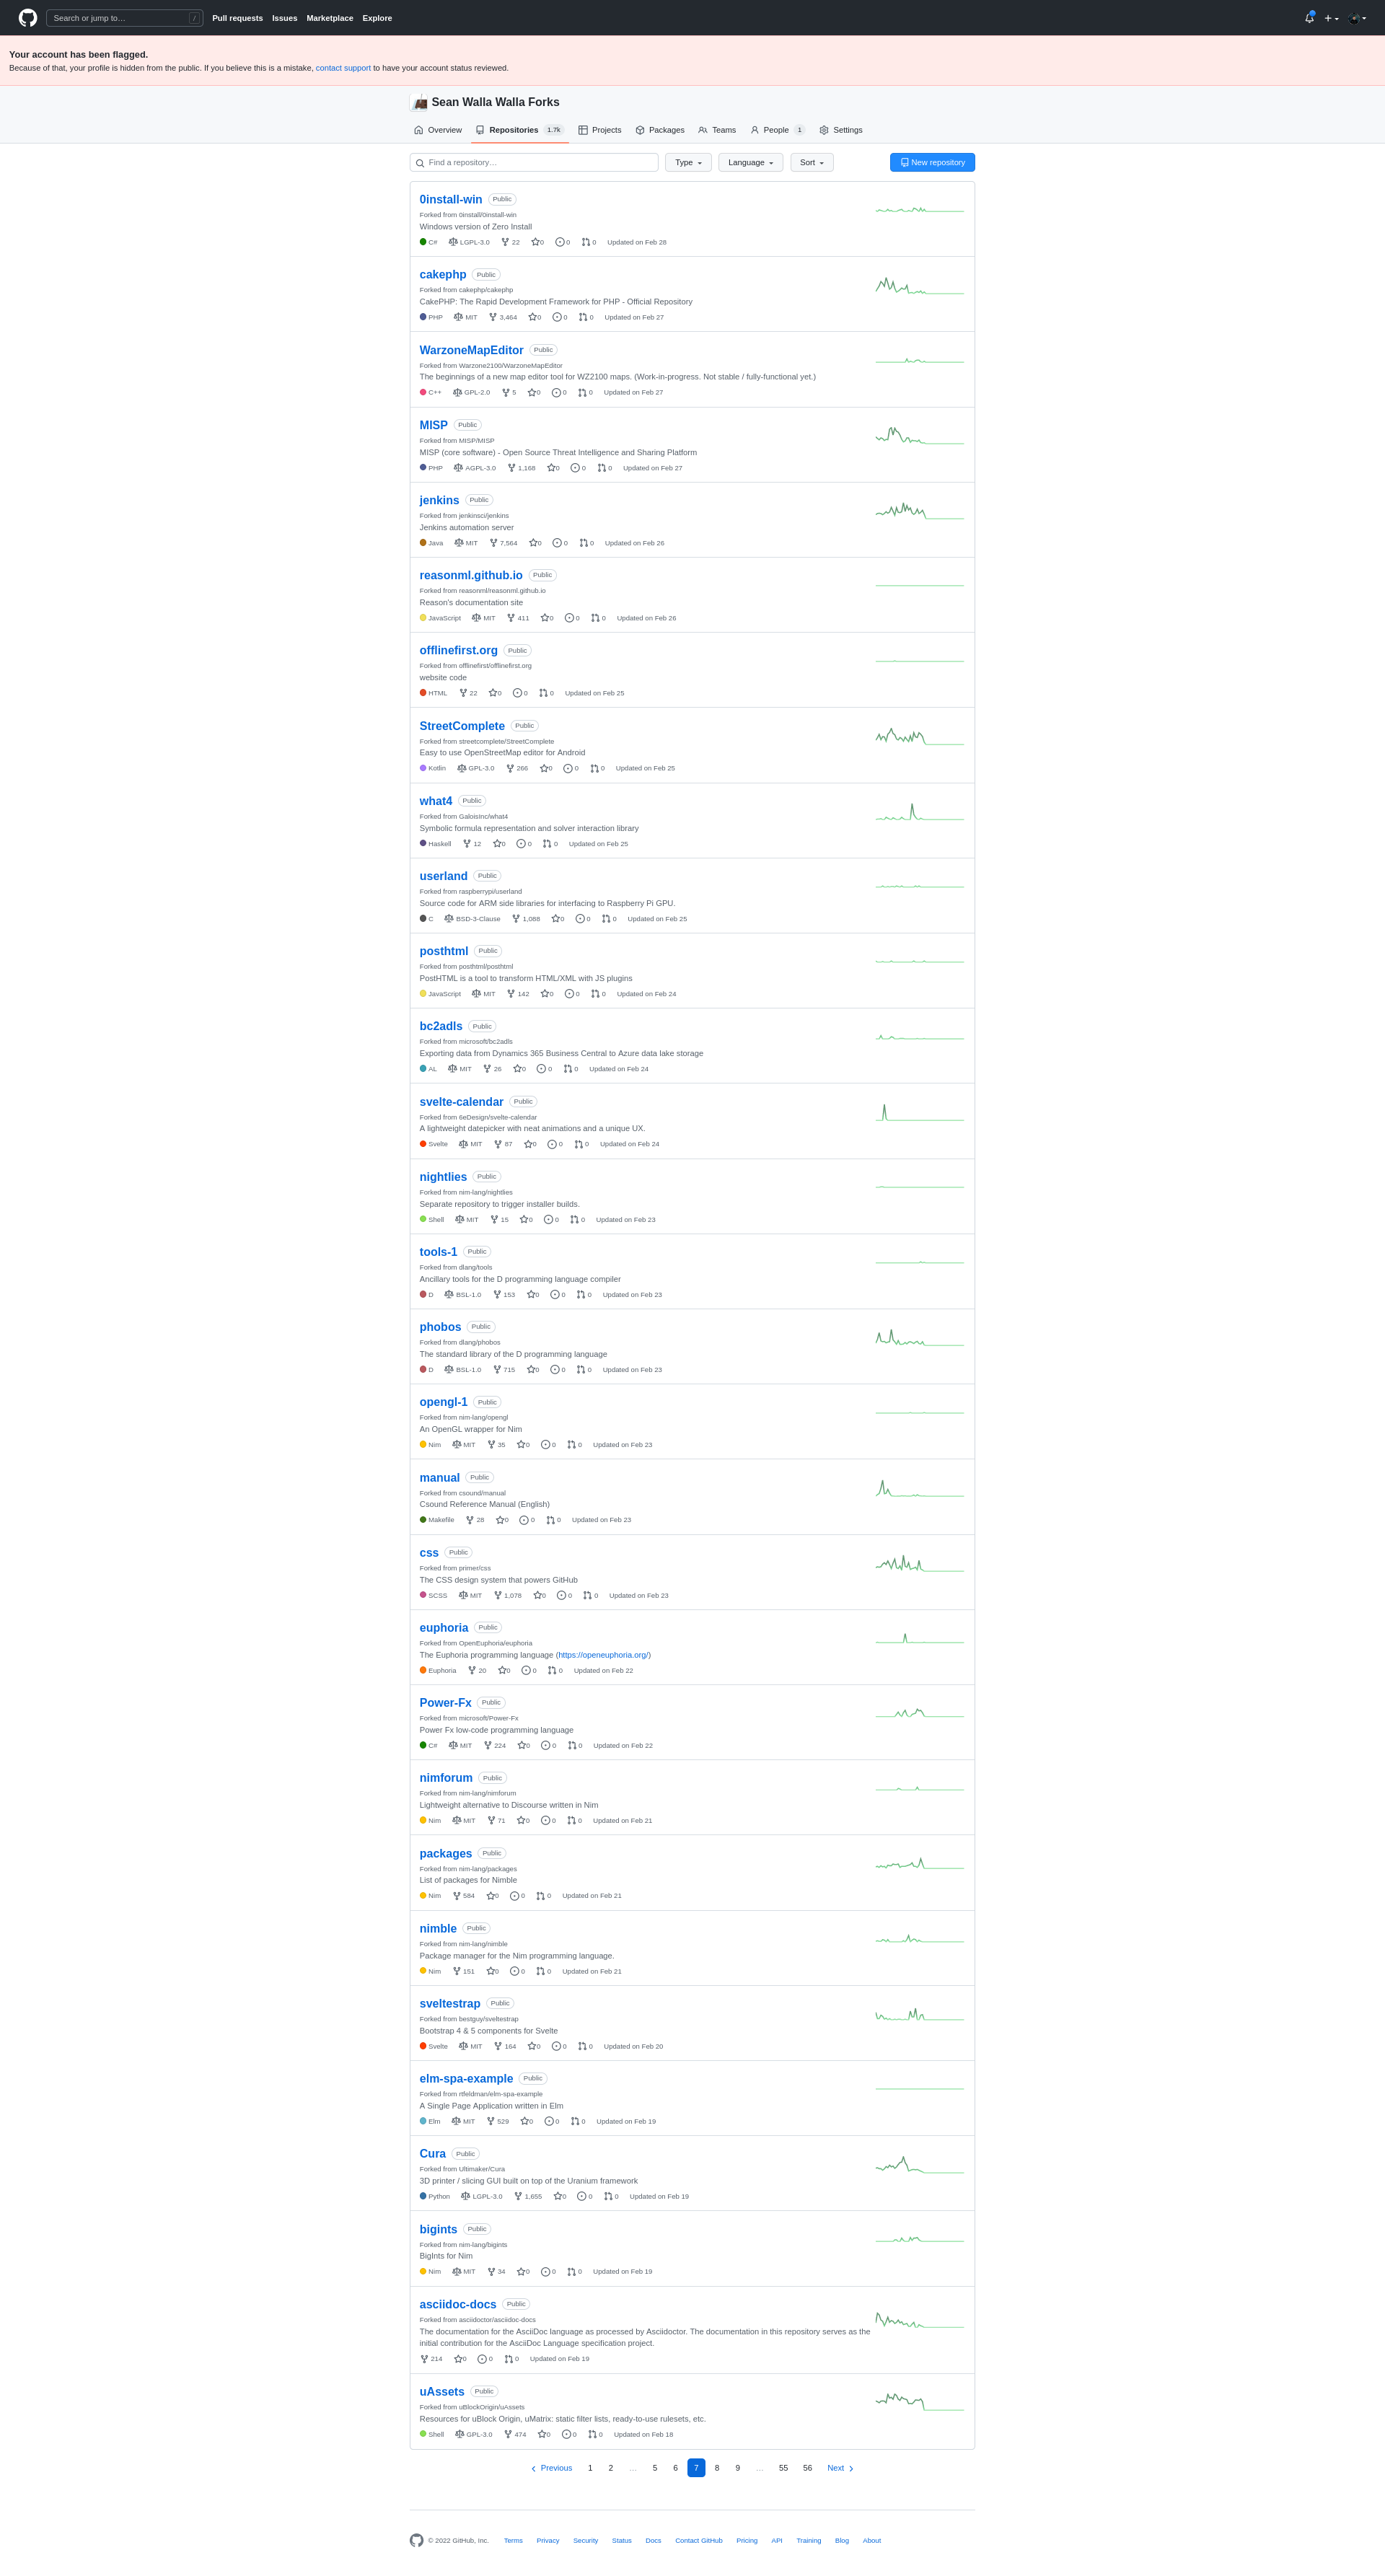 Search or jump to… /
Pull requests Issues Marketplace Explore
Your account has been flagged.
Because of that, your profile is hidden from the public. If you believe this is a mistake, contact support to have your account status reviewed.
Sean Walla Walla Forks
Overview Repositories 1.7k Projects Packages Teams People 1 Settings
Find a repository… Type Language Sort New repository
0install-win Public
Forked from 0install/0install-win
Windows version of Zero Install
C# LGPL-3.0 22 0 0 0 Updated on Feb 28
cakephp Public
Forked from cakephp/cakephp
CakePHP: The Rapid Development Framework for PHP - Official Repository
PHP MIT 3,464 0 0 0 Updated on Feb 27
WarzoneMapEditor Public
Forked from Warzone2100/WarzoneMapEditor
The beginnings of a new map editor tool for WZ2100 maps. (Work-in-progress. Not stable / fully-functional yet.)
C++ GPL-2.0 5 0 0 0 Updated on Feb 27
MISP Public
Forked from MISP/MISP
MISP (core software) - Open Source Threat Intelligence and Sharing Platform
PHP AGPL-3.0 1,168 0 0 0 Updated on Feb 27
jenkins Public
Forked from jenkinsci/jenkins
Jenkins automation server
Java MIT 7,564 0 0 0 Updated on Feb 26
reasonml.github.io Public
Forked from reasonml/reasonml.github.io
Reason's documentation site
JavaScript MIT 411 0 0 0 Updated on Feb 26
offlinefirst.org Public
Forked from offlinefirst/offlinefirst.org
website code
HTML 22 0 0 0 Updated on Feb 25
StreetComplete Public
Forked from streetcomplete/StreetComplete
Easy to use OpenStreetMap editor for Android
Kotlin GPL-3.0 266 0 0 0 Updated on Feb 25
what4 Public
Forked from GaloisInc/what4
Symbolic formula representation and solver interaction library
Haskell 12 0 0 0 Updated on Feb 25
userland Public
Forked from raspberrypi/userland
Source code for ARM side libraries for interfacing to Raspberry Pi GPU.
C BSD-3-Clause 1,088 0 0 0 Updated on Feb 25
posthtml Public
Forked from posthtml/posthtml
PostHTML is a tool to transform HTML/XML with JS plugins
JavaScript MIT 142 0 0 0 Updated on Feb 24
bc2adls Public
Forked from microsoft/bc2adls
Exporting data from Dynamics 365 Business Central to Azure data lake storage
AL MIT 26 0 0 0 Updated on Feb 24
svelte-calendar Public
Forked from 6eDesign/svelte-calendar
A lightweight datepicker with neat animations and a unique UX.
Svelte MIT 87 0 0 0 Updated on Feb 24
nightlies Public
Forked from nim-lang/nightlies
Separate repository to trigger installer builds.
Shell MIT 15 0 0 0 Updated on Feb 23
tools-1 Public
Forked from dlang/tools
Ancillary tools for the D programming language compiler
D BSL-1.0 153 0 0 0 Updated on Feb 23
phobos Public
Forked from dlang/phobos
The standard library of the D programming language
D BSL-1.0 715 0 0 0 Updated on Feb 23
opengl-1 Public
Forked from nim-lang/opengl
An OpenGL wrapper for Nim
Nim MIT 35 0 0 0 Updated on Feb 23
manual Public
Forked from csound/manual
Csound Reference Manual (English)
Makefile 28 0 0 0 Updated on Feb 23
css Public
Forked from primer/css
The CSS design system that powers GitHub
SCSS MIT 1,078 0 0 0 Updated on Feb 23
euphoria Public
Forked from OpenEuphoria/euphoria
The Euphoria programming language (https://openeuphoria.org/)
Euphoria 20 0 0 0 Updated on Feb 22
Power-Fx Public
Forked from microsoft/Power-Fx
Power Fx low-code programming language
C# MIT 224 0 0 0 Updated on Feb 22
nimforum Public
Forked from nim-lang/nimforum
Lightweight alternative to Discourse written in Nim
Nim MIT 71 0 0 0 Updated on Feb 21
packages Public
Forked from nim-lang/packages
List of packages for Nimble
Nim 584 0 0 0 Updated on Feb 21
nimble Public
Forked from nim-lang/nimble
Package manager for the Nim programming language.
Nim 151 0 0 0 Updated on Feb 21
sveltestrap Public
Forked from bestguy/sveltestrap
Bootstrap 4 & 5 components for Svelte
Svelte MIT 164 0 0 0 Updated on Feb 20
elm-spa-example Public
Forked from rtfeldman/elm-spa-example
A Single Page Application written in Elm
Elm MIT 529 0 0 0 Updated on Feb 19
Cura Public
Forked from Ultimaker/Cura
3D printer / slicing GUI built on top of the Uranium framework
Python LGPL-3.0 1,655 0 0 0 Updated on Feb 19
bigints Public
Forked from nim-lang/bigints
BigInts for Nim
Nim MIT 34 0 0 0 Updated on Feb 19
asciidoc-docs Public
Forked from asciidoctor/asciidoc-docs
The documentation for the AsciiDoc language as processed by Asciidoctor. The documentation in this repository serves as the
initial contribution for the AsciiDoc Language specification project.
214 0 0 0 Updated on Feb 19
uAssets Public
Forked from uBlockOrigin/uAssets
Resources for uBlock Origin, uMatrix: static filter lists, ready-to-use rulesets, etc.
Shell GPL-3.0 474 0 0 0 Updated on Feb 18
Previous 1 2 … 5 6 7 8 9 … 55 56 Next
© 2022 GitHub, Inc. Terms Privacy Security Status Docs Contact GitHub Pricing API Training Blog About